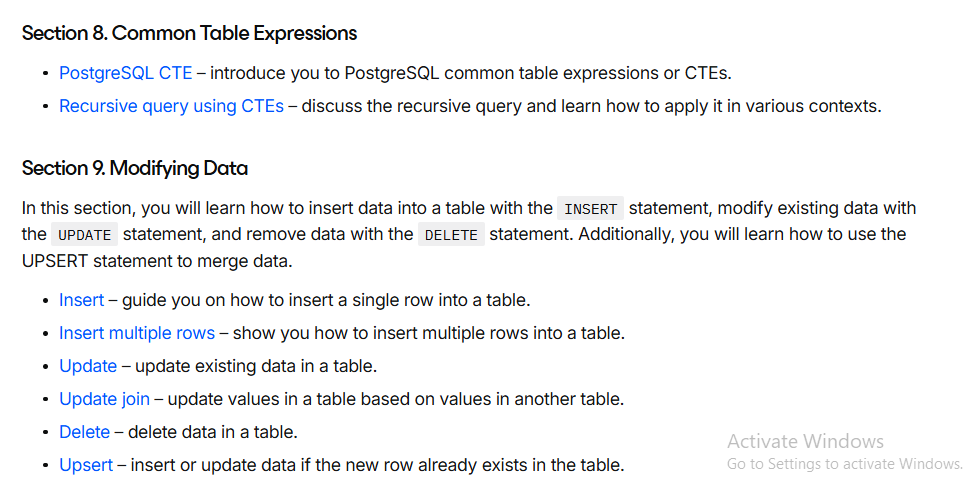 Section 8. Common Table Expressions
• PostgreSQL CTE – introduce you to PostgreSQL common table expressions or CTEs.
• Recursive query using CTEs – discuss the recursive query and learn how to apply it in various contexts.
Section 9. Modifying Data
In this section, you will learn how to insert data into a table with the INSERT statement, modify existing data with
the UPDATE statement, and remove data with the DELETE statement. Additionally, you will learn how to use the
UPSERT statement to merge data.
• Insert – guide you on how to insert a single row into a table.
• Insert multiple rows – show you how to insert multiple rows into a table.
• Update – update existing data in a table.
• Update join – update values in a table based on values in another table.
• Delete – delete data in a table.
• Upsert – insert or update data if the new row already exists in the table.
Activate Windows
Go to Settings to activate Windows.